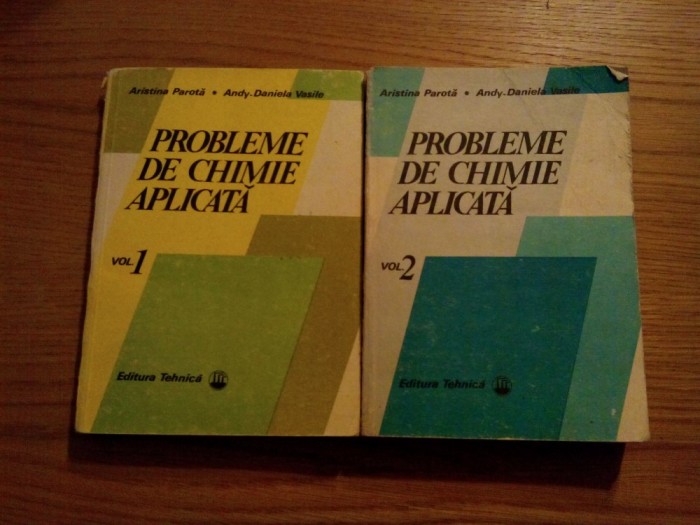 Aristina Parotă • Andy-Daniela Vasile
PROBLEME
DE CHIMIE
APLICATĂ
VOL.1
Editura Tehnică
Aristina Parotă • Andy-Daniela Vasile
PROBLEME
DE CHIMIE
APLICATĂ
VOL.2
Editura Tehnică